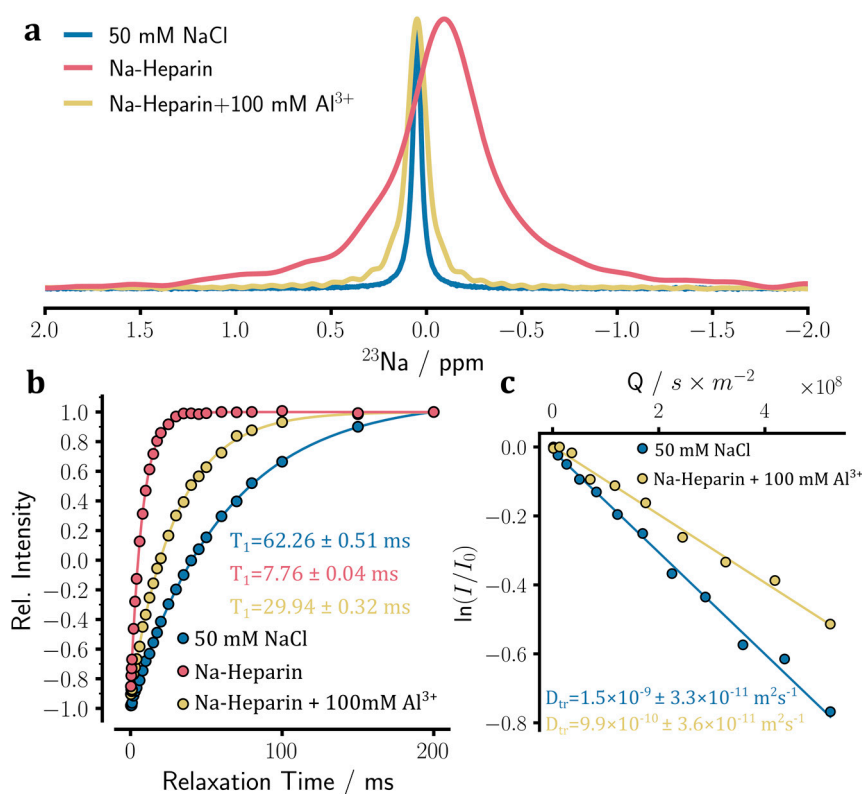 a
50 mM NaCl
Na-Heparin
Na-Heparin+100 mM Al³⁺
2.0 1.5 1.0 0.5 0.0 −0.5 −1.0 −1.5 −2.0
²³Na / ppm
b
1.0
0.8
0.6
0.4
0.2
0.0
−0.2
−0.4
−0.6
−0.8
−1.0
Rel. Intensity
T₁=62.26 ± 0.51 ms
T₁=7.76 ± 0.04 ms
T₁=29.94 ± 0.32 ms
50 mM NaCl
Na-Heparin
Na-Heparin + 100mM Al³⁺
0 100 200
Relaxation Time / ms
c
Q / s × m⁻²
×10⁸
0 2 4
0.0
−0.2
−0.4
−0.6
−0.8
ln(I/I₀)
50 mM NaCl
Na-Heparin + 100 mM Al³⁺
Dₜᵣ=1.5×10⁻⁹ ± 3.3×10⁻¹¹ m²s⁻¹
Dₜᵣ=9.9×10⁻¹⁰ ± 3.6×10⁻¹¹ m²s⁻¹